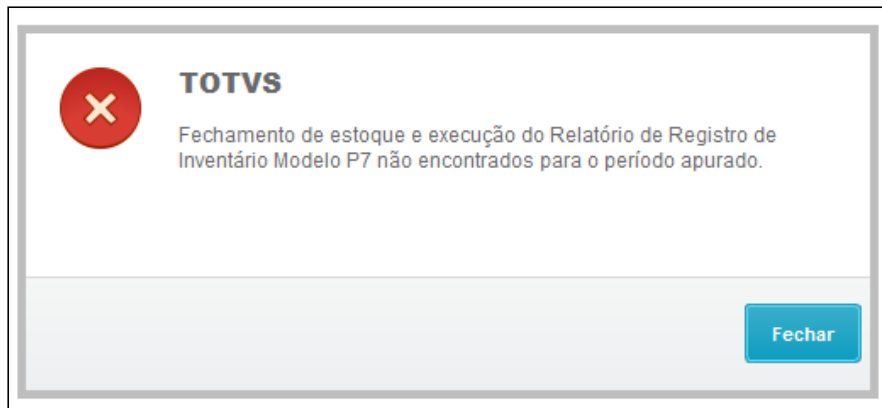 TOTVS
Fechamento de estoque e execução do Relatório de Registro de
Inventário Modelo P7 não encontrados para o período apurado.
Fechar